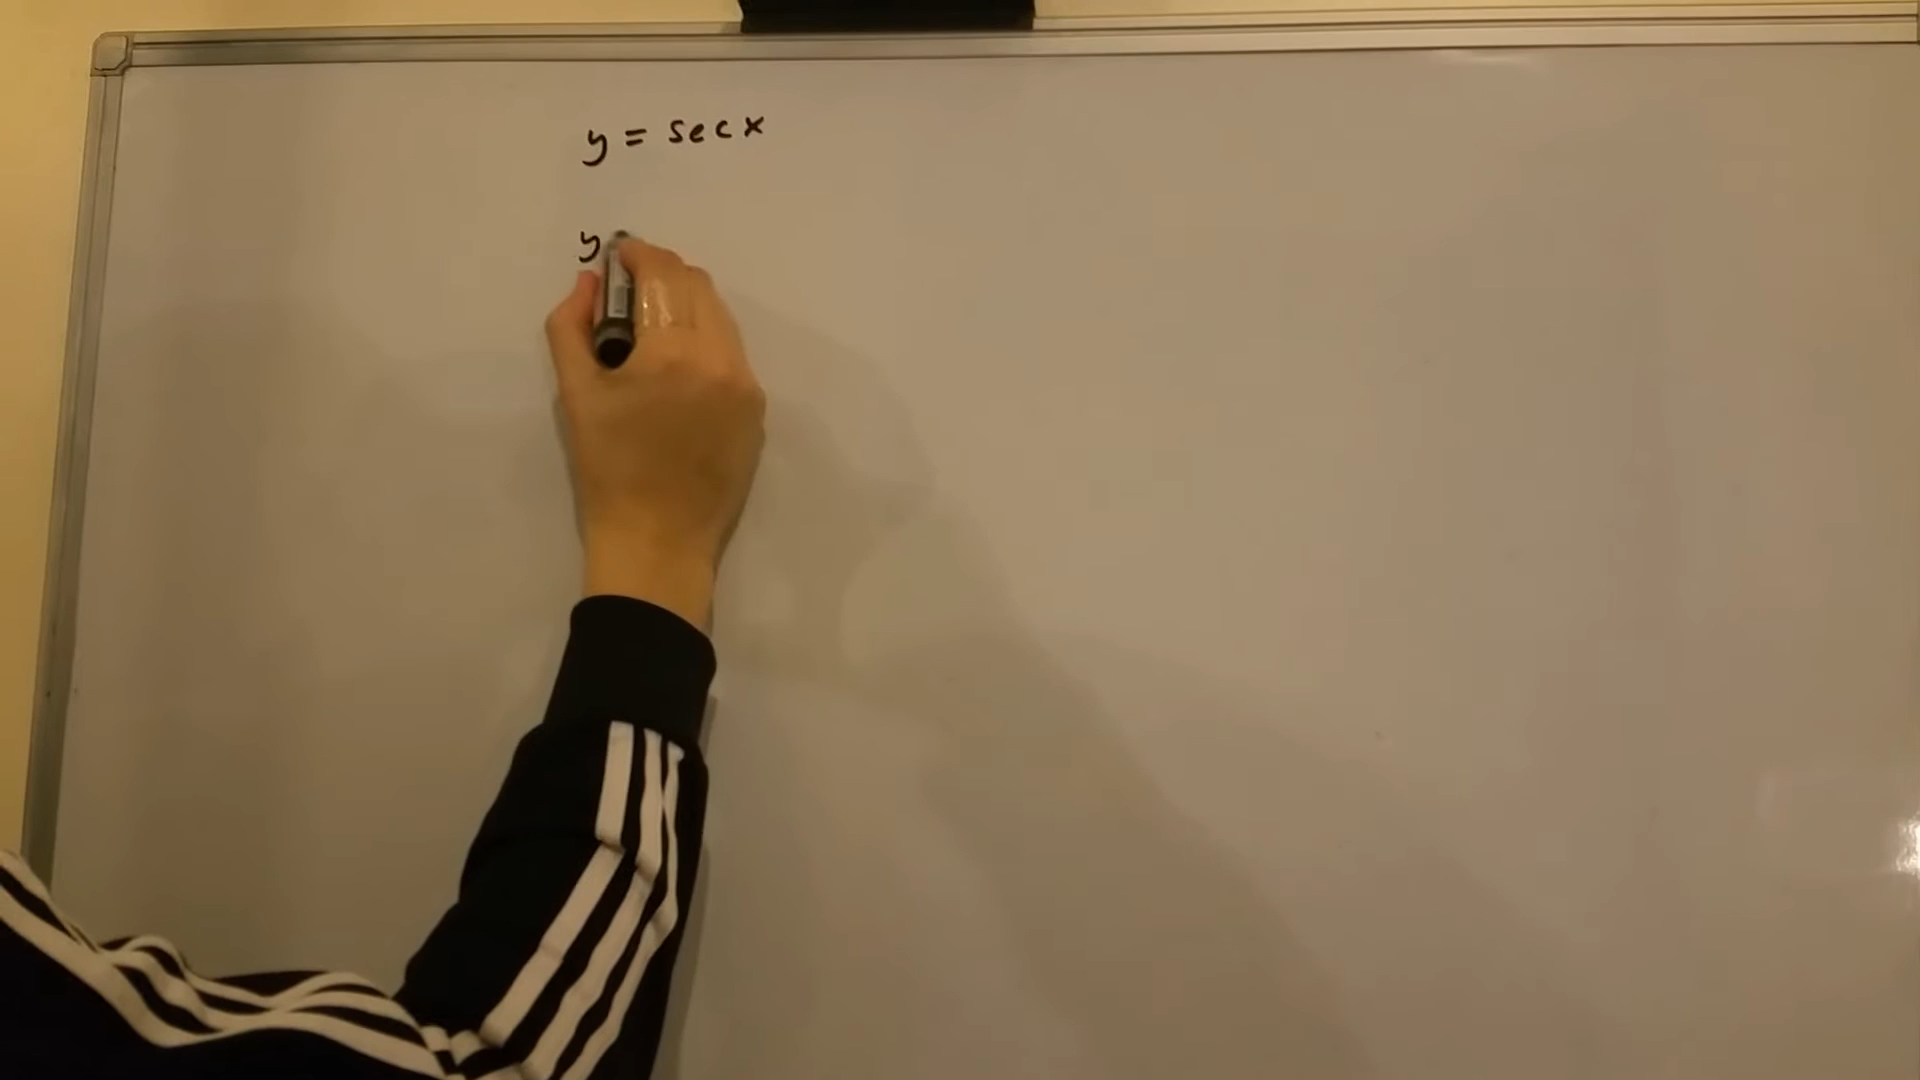 y = sec x
y